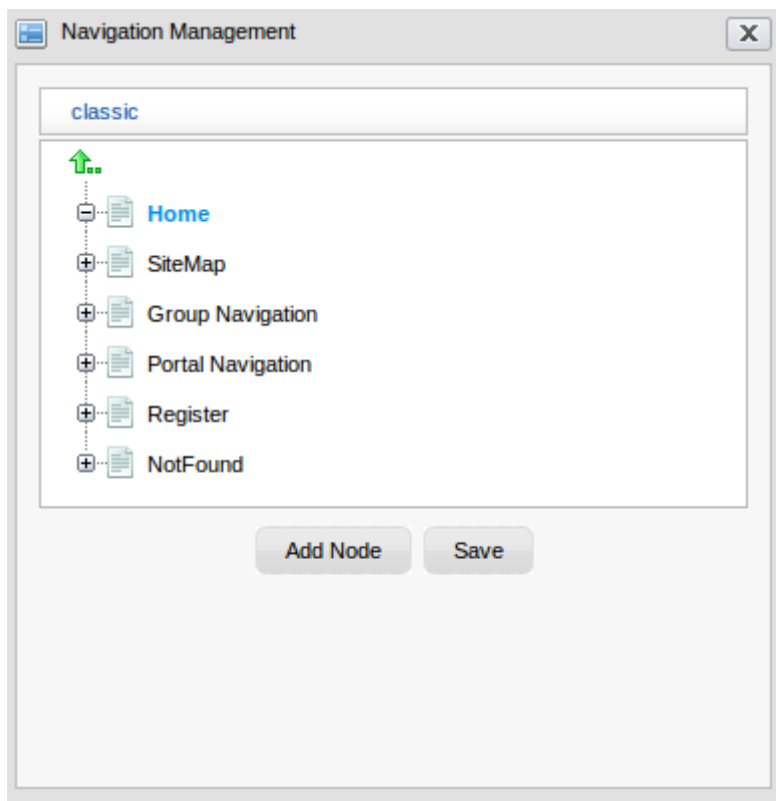 Navigation Management
X
classic
Home
SiteMap
Group Navigation
Portal Navigation
Register
NotFound
Add Node Save